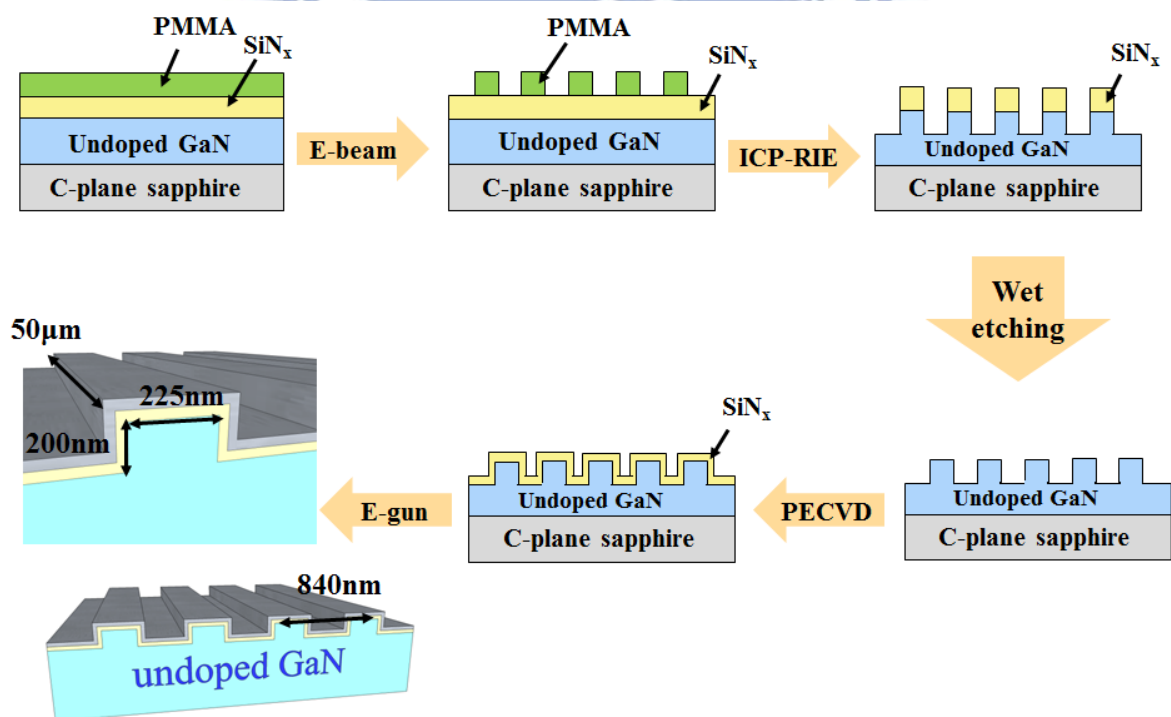 PMMA
SiNx
Undoped GaN
C-plane sapphire
E-beam
PMMA
SiNx
Undoped GaN
C-plane sapphire
ICP-RIE
SiNx
Undoped GaN
C-plane sapphire
Wet
etching
Undoped GaN
C-plane sapphire
PECVD
SiNx
Undoped GaN
C-plane sapphire
E-gun
50μm
225nm
200nm
840nm
undoped GaN